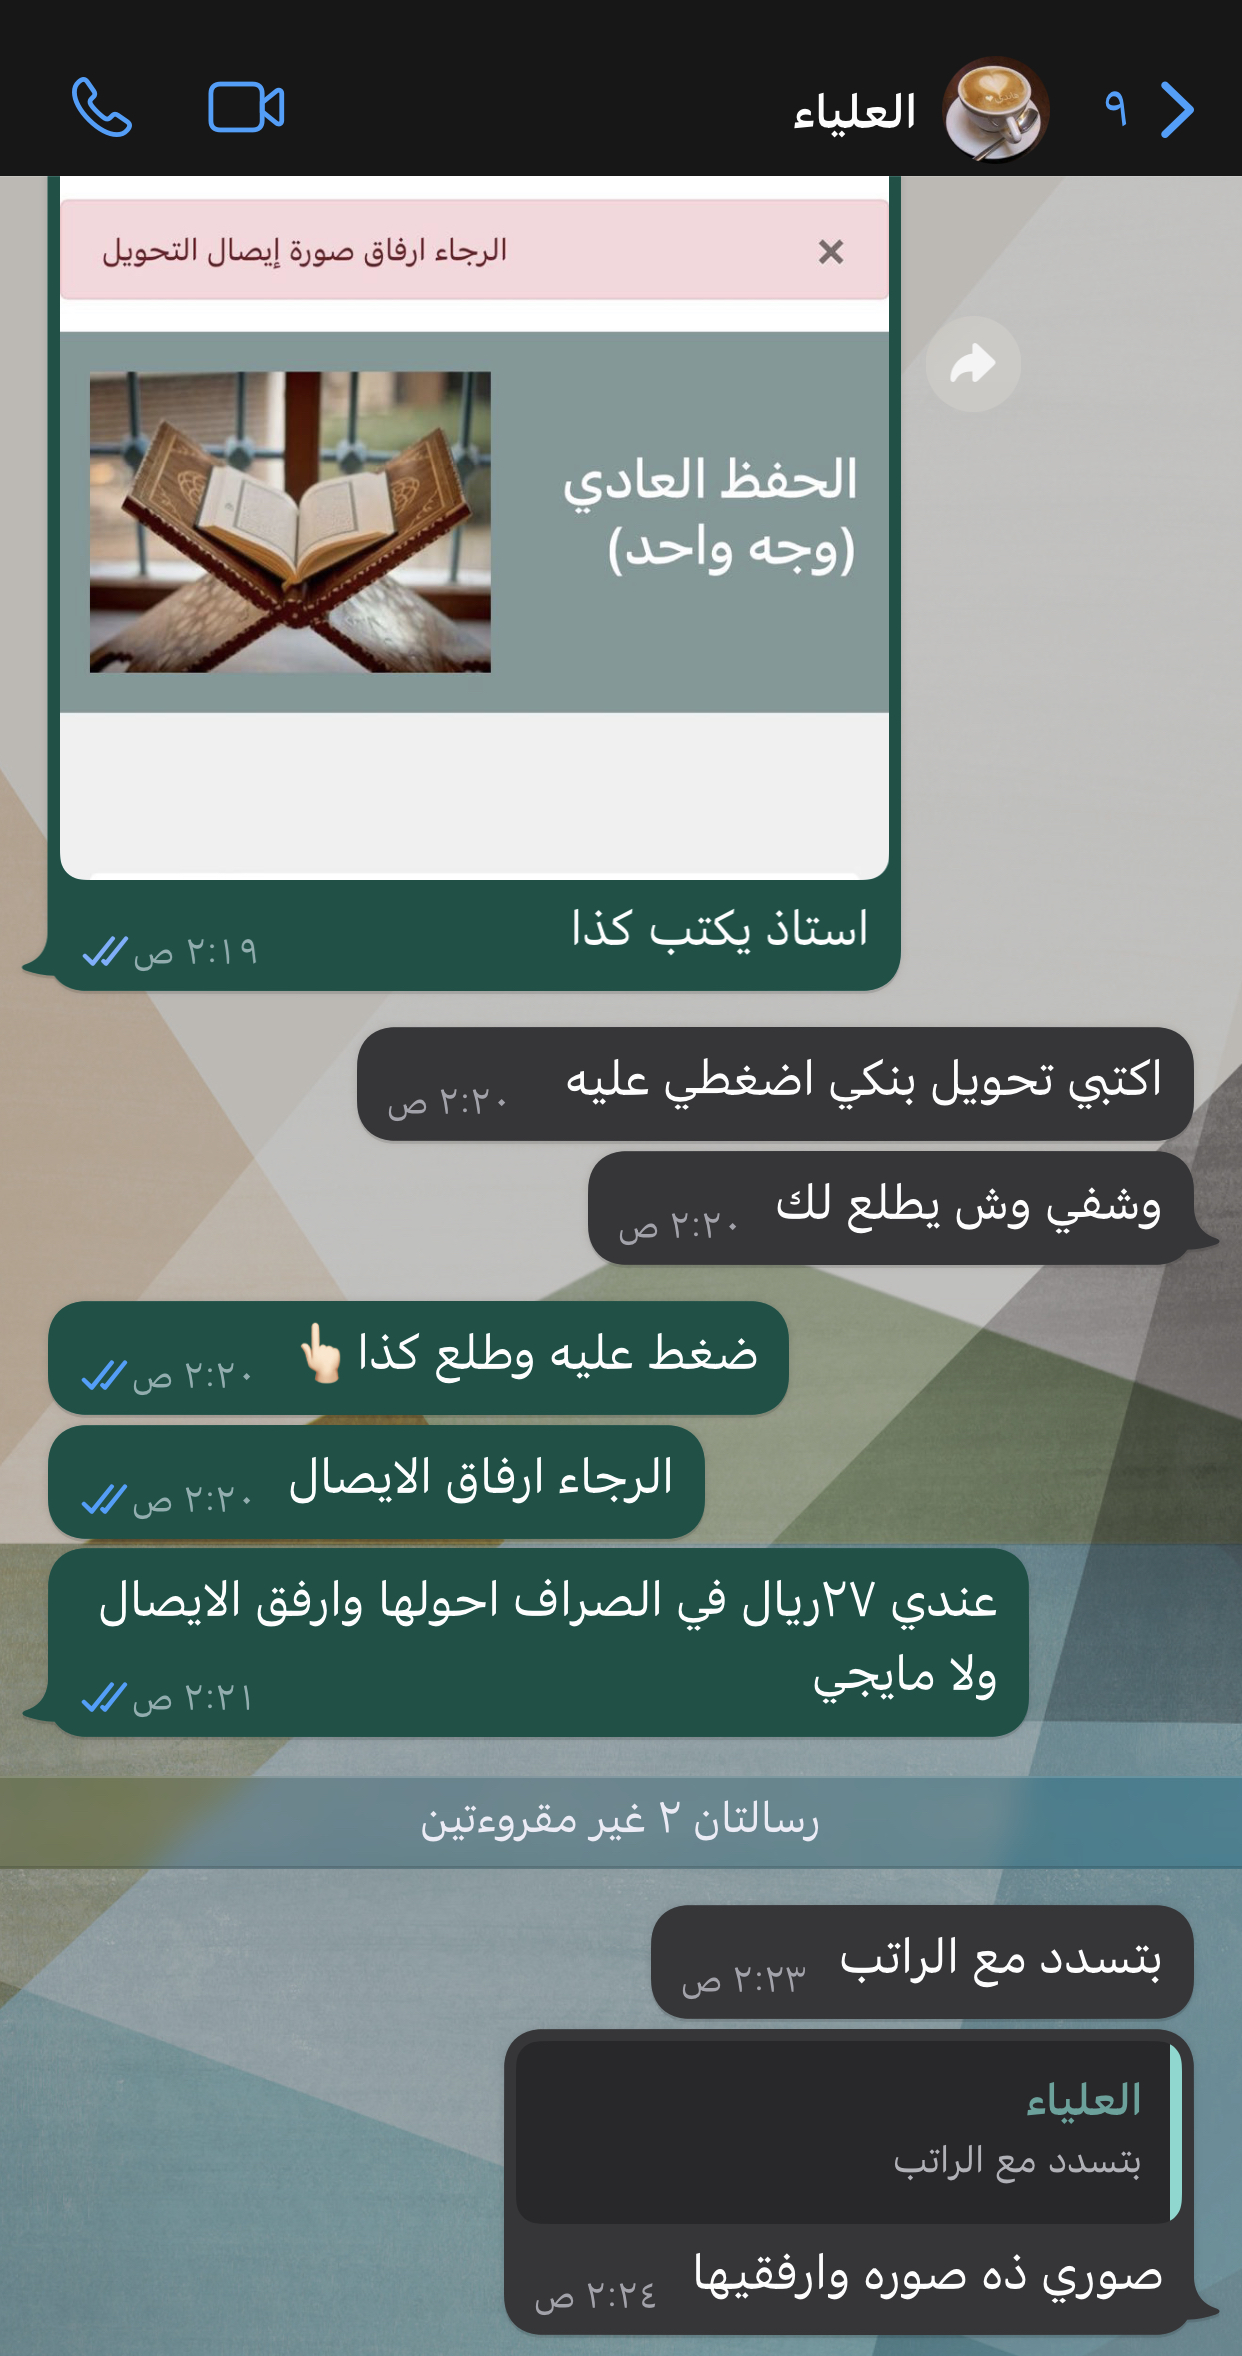 ٩
العلياء
الرجاء ارفاق صورة إيصال التحويل ×
الحفظ العادي
(وجه واحد)
استاذ يكتب كذا
٢:١٩ ص
اكتبي تحويل بنكي اضغطي عليه
٢:٢٠ ص
وشفي وش يطلع لك
٢:٢٠ ص
ضغط عليه وطلع كذا 👆🏻
٢:٢٠ ص
الرجاء ارفاق الايصال
٢:٢٠ ص
عندي ٢٧ريال في الصراف احولها وارفق الايصال
ولا مايجي
٢:٢١ ص
رسالتان ٢ غير مقروءتين
بتسدد مع الراتب
٢:٢٣ ص
العلياء
بتسدد مع الراتب
صوري ذه صوره وارفقيها
٢:٢٤ ص